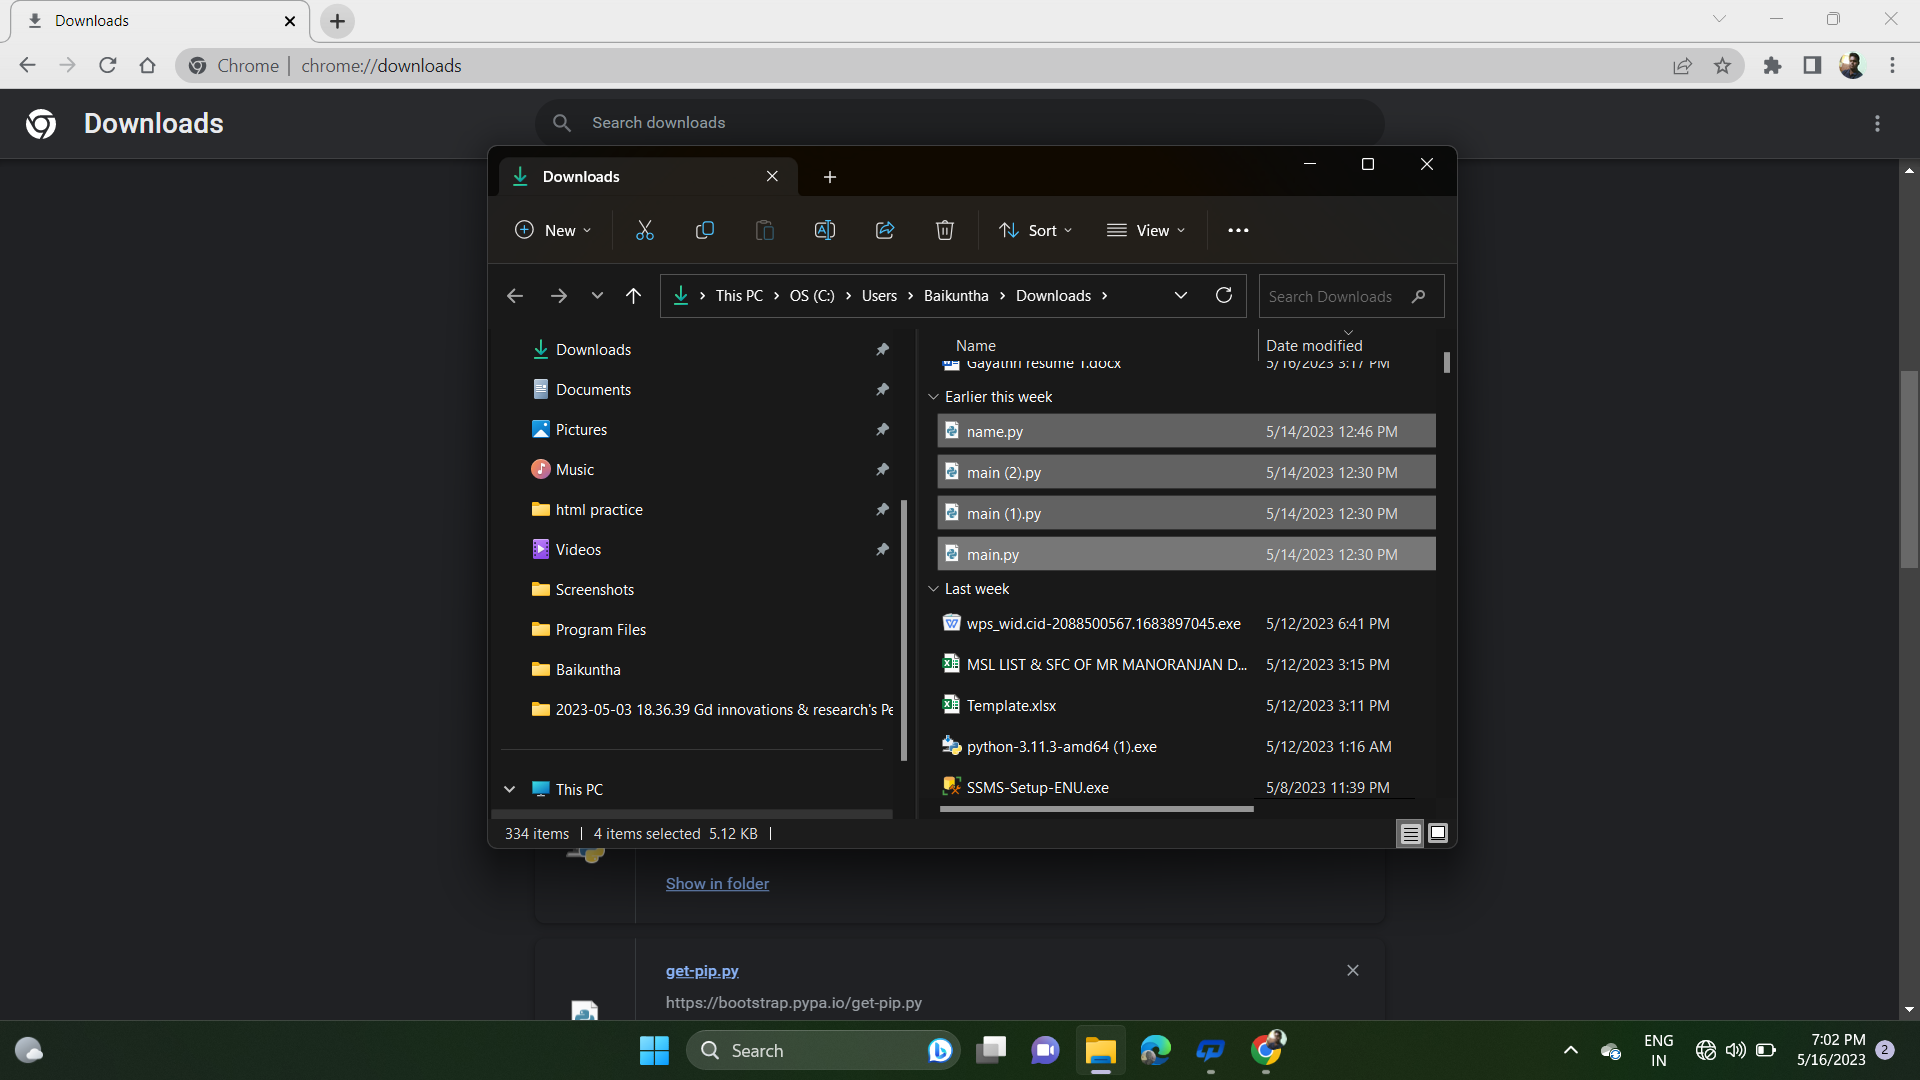 Downloads
Chrome | chrome://downloads
Downloads
Search downloads
Downloads
New
Sort
View
This PC > OS (C:) > Users > Baikuntha > Downloads >
Search Downloads
Downloads
Documents
Pictures
Music
html practice
Videos
Screenshots
Program Files
Baikuntha
2023-05-03 18.36.39 Gd innovations & research's Pe
This PC
Name Date modified
Gayathri resume 1.docx 5/16/2023 3:17 PM
Earlier this week
name.py 5/14/2023 12:46 PM
main (2).py 5/14/2023 12:30 PM
main (1).py 5/14/2023 12:30 PM
main.py 5/14/2023 12:30 PM
Last week
wps_wid.cid-2088500567.1683897045.exe 5/12/2023 6:41 PM
MSL LIST & SFC OF MR MANORANJAN D... 5/12/2023 3:15 PM
Template.xlsx 5/12/2023 3:11 PM
python-3.11.3-amd64 (1).exe 5/12/2023 1:16 AM
SSMS-Setup-ENU.exe 5/8/2023 11:39 PM
334 items | 4 items selected 5.12 KB |
Show in folder
get-pip.py
https://bootstrap.pypa.io/get-pip.py
Search
ENG
IN
7:02 PM
5/16/2023
2